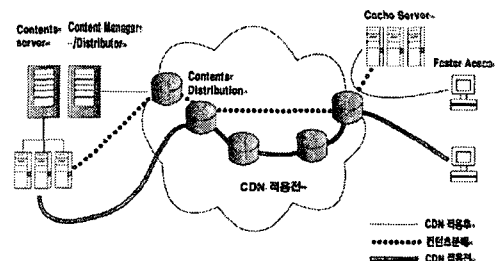 Contents
server
Content Manager
/Distributor
Contents
Distribution
Cache Server
Faster Acess
CDN 적용전
CDN 적용후
컨텐츠분배
CDN 적용전